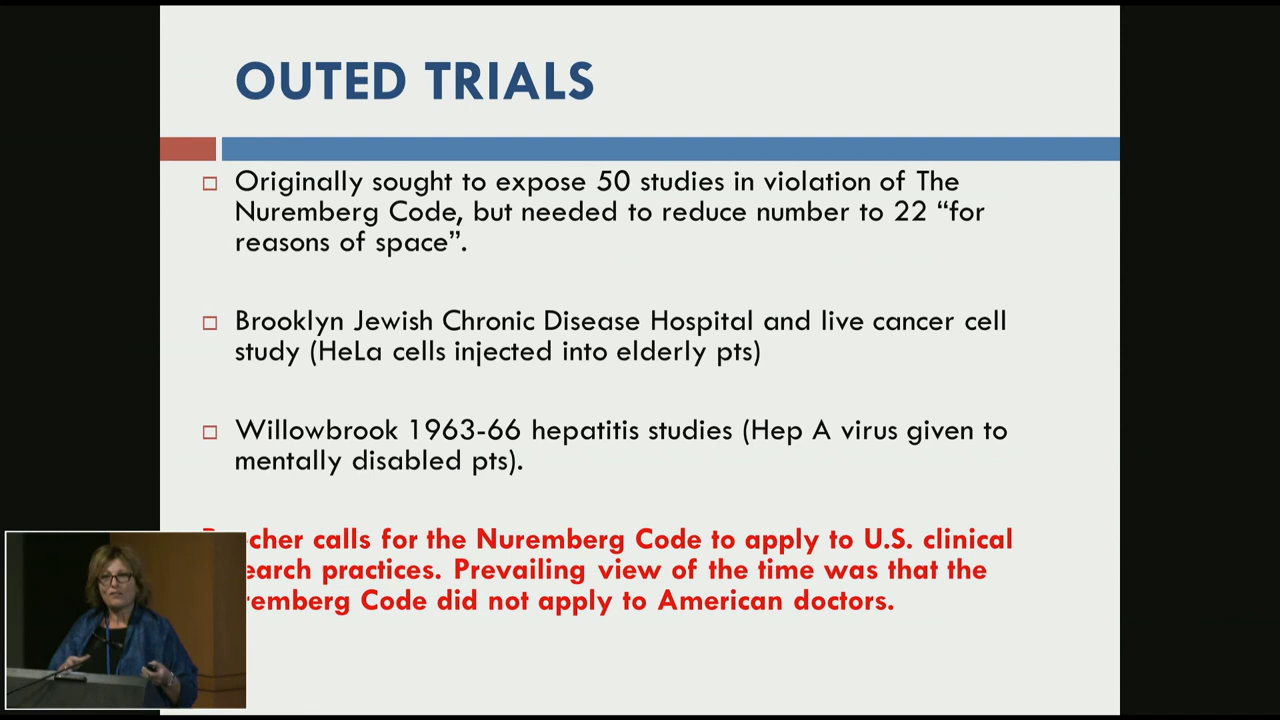 OUTED TRIALS
Originally sought to expose 50 studies in violation of The
Nuremberg Code, but needed to reduce number to 22 “for
reasons of space”.
Brooklyn Jewish Chronic Disease Hospital and live cancer cell
study (HeLa cells injected into elderly pts)
Willowbrook 1963-66 hepatitis studies (Hep A virus given to
mentally disabled pts).
calls for the Nuremberg Code to apply to U.S. clinical
practices. Prevailing view of the time was that the
Code did not apply to American doctors.